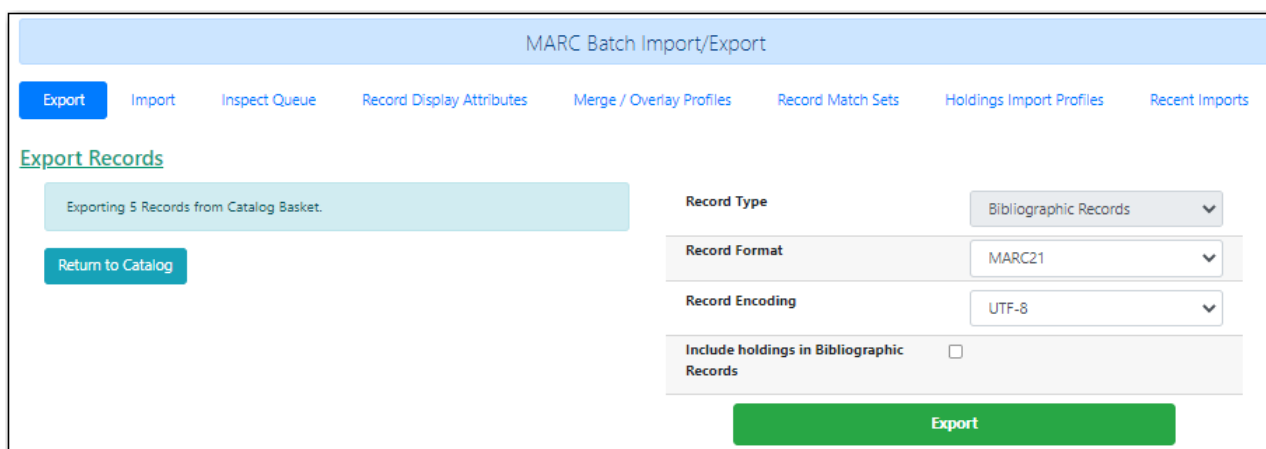 MARC Batch Import/Export
Export Import Inspect Queue Record Display Attributes Merge / Overlay Profiles Record Match Sets Holdings Import Profiles Recent Imports
Export Records
Exporting 5 Records from Catalog Basket.
Return to Catalog
Record Type Bibliographic Records
Record Format MARC21
Record Encoding UTF-8
Include holdings in Bibliographic
Records
Export